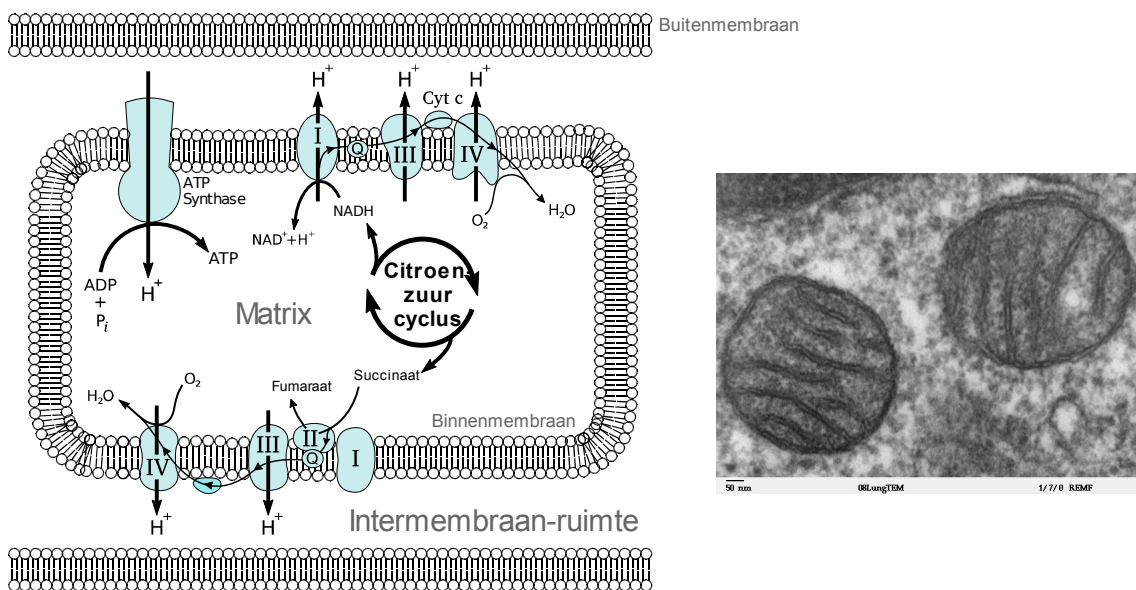 Buitenmembraan
H⁺ H⁺ H⁺
Cyt c
I Q III IV
ATP
Synthase
NADH O₂ H₂O
NAD⁺+H⁺
ATP
ADP
+
Pi
H⁺
Citroen-
zuur
cyclus
Matrix
Succinaat
Fumaraat
O₂
H₂O
Binnenmembraan
IV III II Q I
H⁺ H⁺
Intermembraan-ruimte
50 nm 08LungTEM 1/7/0 REMF